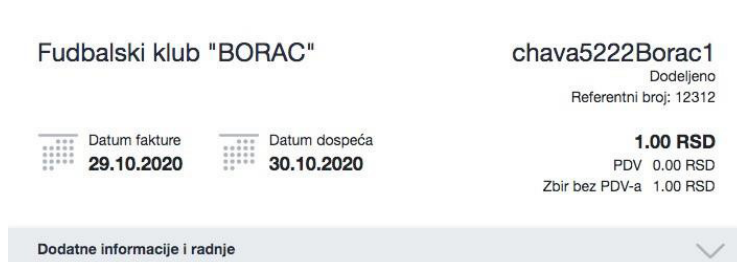 Fudbalski klub "BORAC"
chava5222Borac1
Dodeljeno
Referentni broj: 12312
Datum fakture
29.10.2020
Datum dospeća
30.10.2020
1.00 RSD
PDV 0.00 RSD
Zbir bez PDV-a 1.00 RSD
Dodatne informacije i radnje